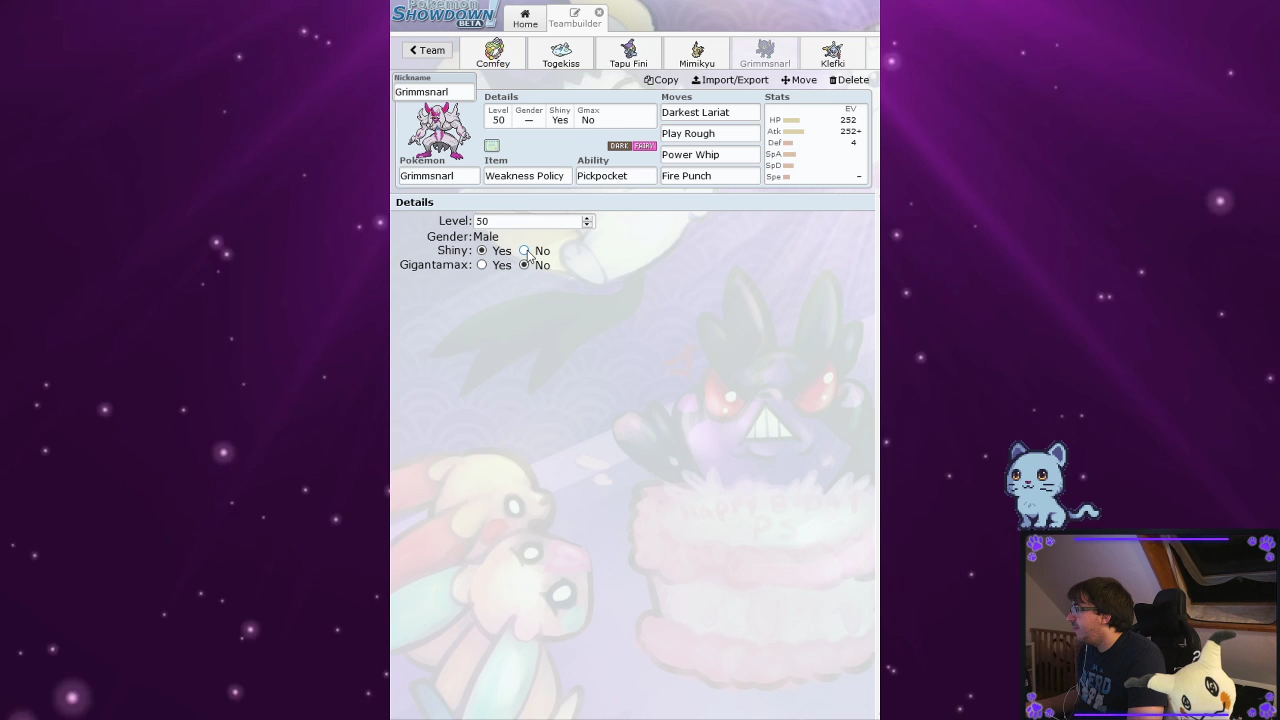 Pokémon
SHOWDOWN
BETA
Home
Teambuilder
Team
Comfey
Togekiss
Tapu Fini
Mimikyu
Grimmsnarl
Klefki
Copy
Import/Export
Move
Delete
Nickname
Grimmsnarl
Details
Level
50
Gender
—
Shiny
Yes
Gmax
No
DARK
FAIRY
Pokémon
Grimmsnarl
Item
Weakness Policy
Ability
Pickpocket
Moves
Darkest Lariat
Play Rough
Power Whip
Fire Punch
Stats
EV
HP 252
Atk 252+
Def 4
SpA
SpD
Spe −
Details
Level: 50
Gender: Male
Shiny: Yes No
Gigantamax: Yes No